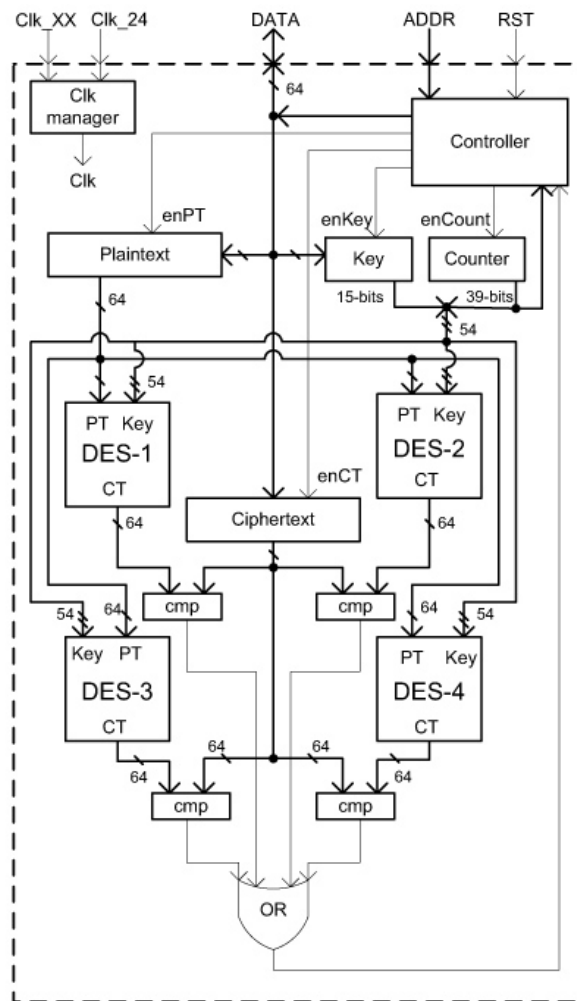 Clk_XX Clk_24 DATA ADDR RST
64
Clk
manager
Clk
Controller
enPT
enKey
enCount
Plaintext
Key
Counter
64
15-bits
39-bits
54
54
PT Key
DES-1
CT
PT Key
DES-2
CT
enCT
64
Ciphertext
64
cmp
cmp
54
64
64
54
Key PT
DES-3
CT
PT Key
DES-4
CT
64
64
64
64
cmp
cmp
OR